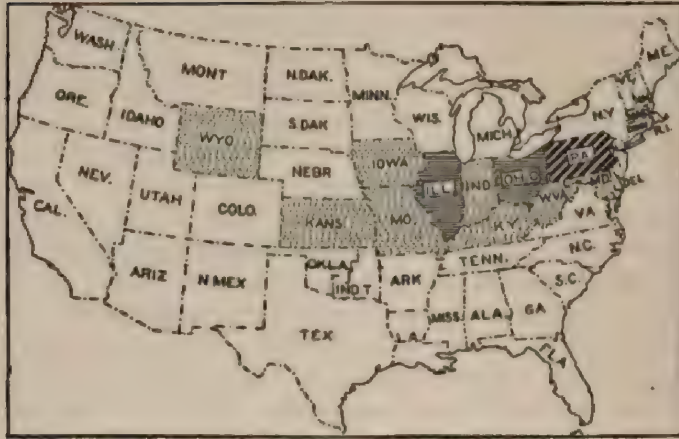 WASH
MONT
N.DAK.
MINN.
ME.
ORE.
IDAHO
WYO
S.DAK
WIS.
MICH
N.Y
R.I.
NEV.
UTAH
COLO.
NEBR
IOWA
ILL
IND
OHIO
PA
MD.
DEL
CAL.
KANS
MO.
KY.
W.VA
VA
ARIZ
N.MEX
OKLA.
IND T.
ARK
TENN.
N.C.
S.C.
TEX
LA.
MISS.
ALA.
GA
FLA